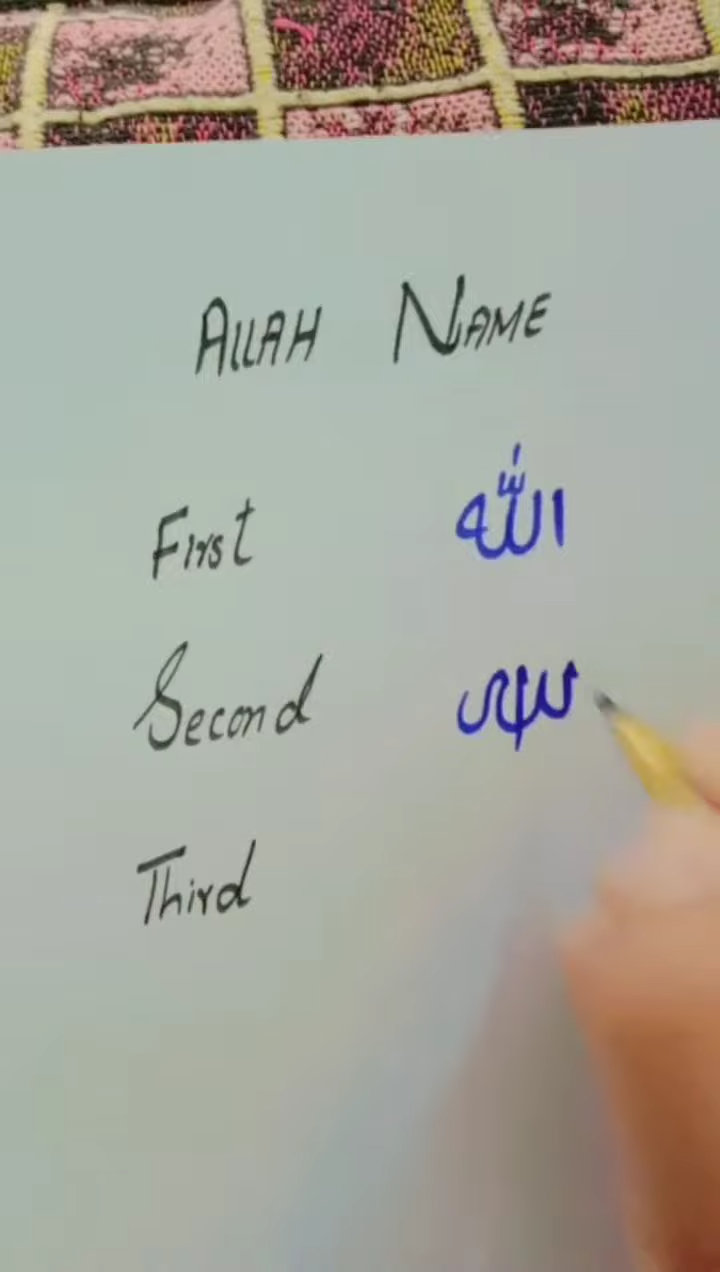 ALLAH NAME
First الله
Second
Third